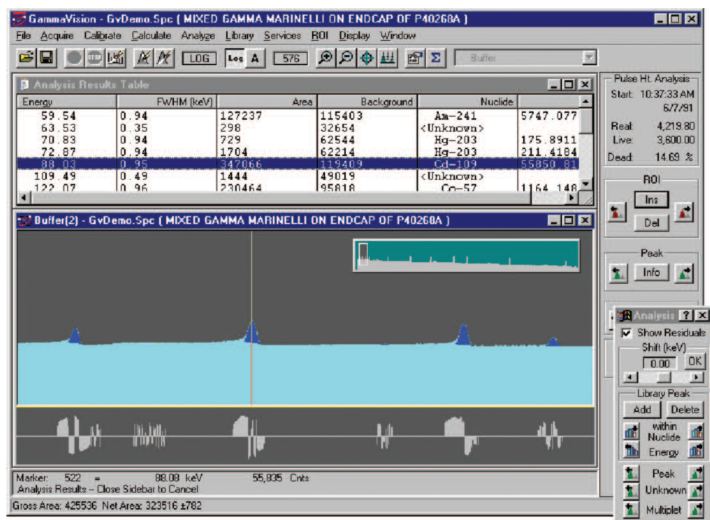 GammaVision - GvDemo.Spc ( MIXED GAMMA MARINELLI ON ENDCAP OF P40268A )
File Acquire Calibrate Calculate Analyze Library Services ROI Display Window
LOG Log A 576 Σ Buffer
Analysis Results Table
Energy FWHM (keV) Area Background Nuclide
59.54 0.94 127237 115403 Am-241 5747.077
63.53 0.35 298 32654 <Unknown>
70.83 0.94 729 62544 Hg-203 175.8911
72.87 0.94 1704 62214 Hg-203 211.4184
88.03 0.95 347066 119409 Cd-109 55850.81
109.49 0.49 1444 49019 <Unknown>
122.07 0.96 230464 95818 Co-57 1164.148
Buffer(2) - GvDemo.Spc ( MIXED GAMMA MARINELLI ON ENDCAP OF P40268A )
Marker: 522 = 88.08 keV 55,835 Cnts
Analysis Results -- Close Sidebar to Cancel
Gross Area: 425536 Net Area: 323516 ±782
Pulse Ht. Analysis
Start: 10:37:33 AM
6/7/91
Real: 4,219.80
Live: 3,600.00
Dead: 14.69 %
ROI
Ins
Del
Peak
Info
Analysis ? X
Show Residuals
Shift (keV)
0.00 OK
Library Peak
Add Delete
within
Nuclide
Energy
Peak
Unknown
Multiplet